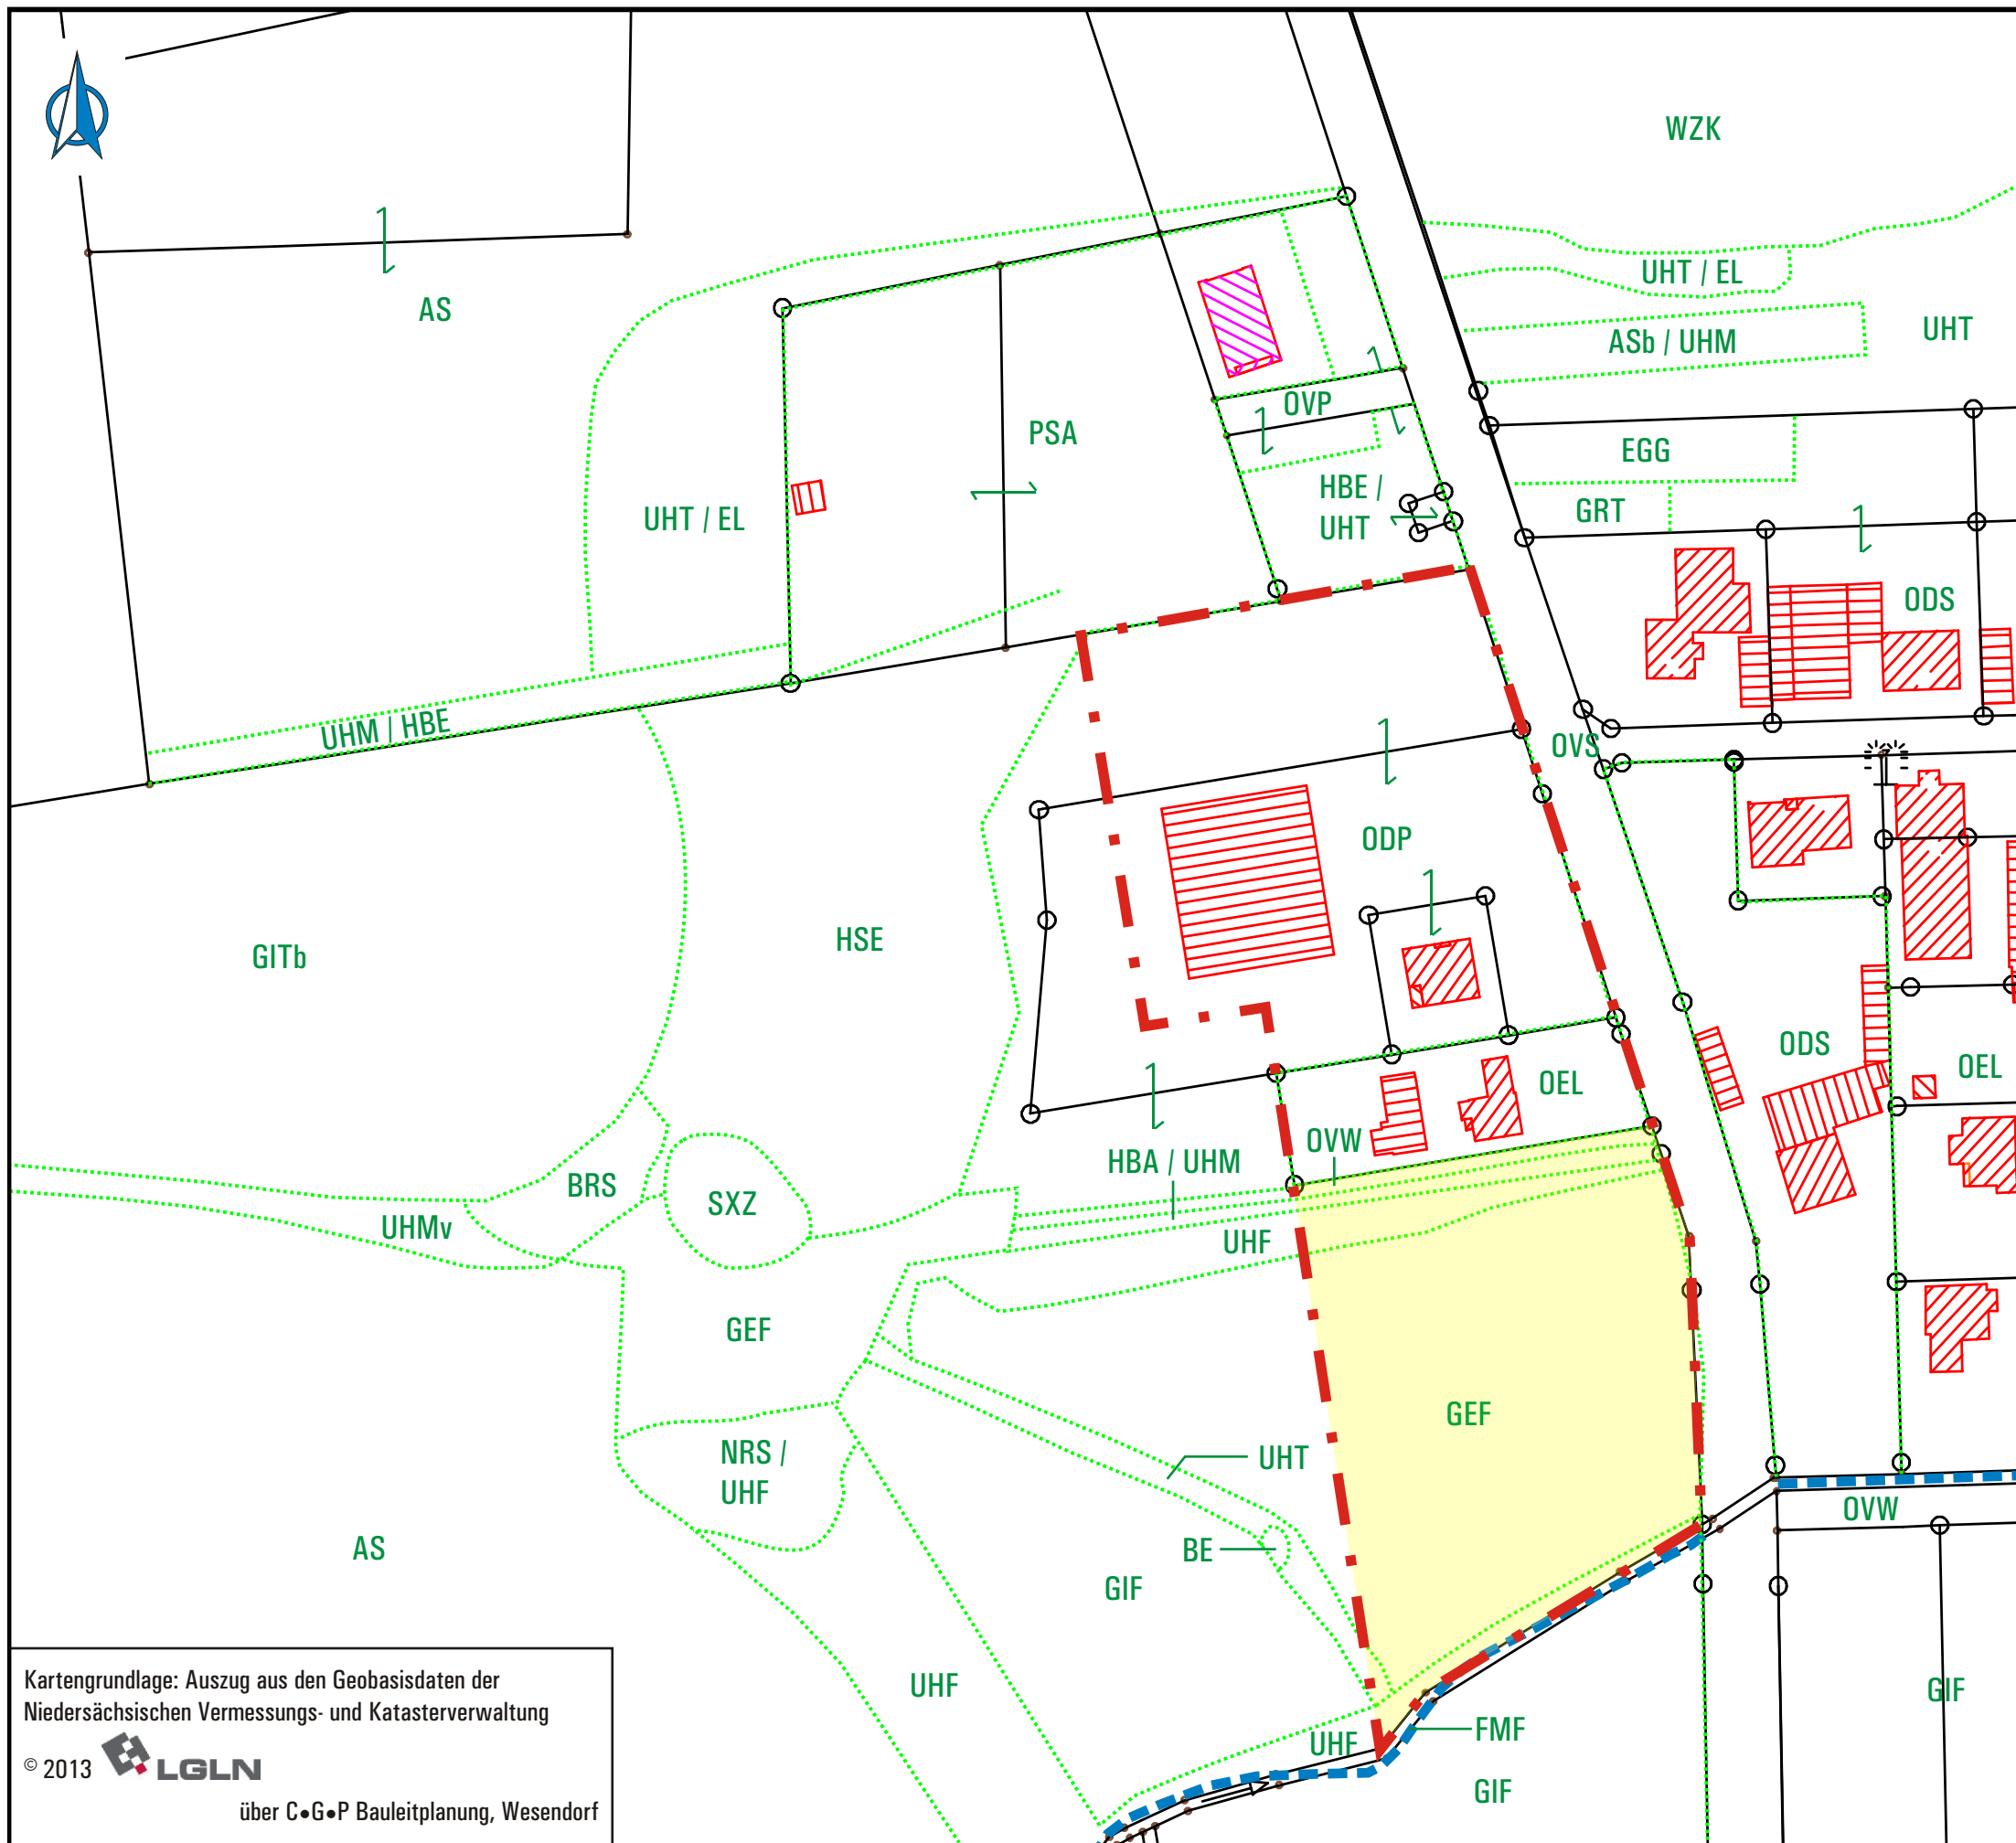 WZK
UHT / EL
AS
ASb / UHM
UHT
OVP
PSA
EGG
HBE /
UHT
GRT
UHT / EL
ODS
UHM / HBE
OVS
ODP
HSE
GITb
ODS
OEL
OEL
OVW
HBA / UHM
BRS
SXZ
UHMv
UHF
GEF
GEF
NRS /
UHF
UHT
OVW
AS
BE
GIF
UHF
GIF
FMF
UHF
GIF
Kartengrundlage: Auszug aus den Geobasisdaten der
Niedersächsischen Vermessungs- und Katasterverwaltung
© 2013 LGLN
über C•G•P Bauleitplanung, Wesendorf